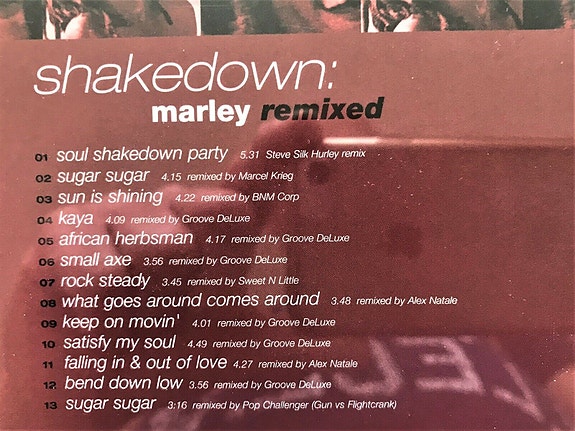 shakedown:
marley remixed
01 soul shakedown party 5.31 Steve Silk Hurley remix
02 sugar sugar 4.15 remixed by Marcel Krieg
03 sun is shining 4.22 remixed by BNM Corp
04 kaya 4.09 remixed by Groove DeLuxe
05 african herbsman 4.17 remixed by Groove DeLuxe
06 small axe 3.56 remixed by Groove DeLuxe
07 rock steady 3.45 remixed by Sweet N Little
08 what goes around comes around 3.48 remixed by Alex Natale
09 keep on movin' 4.01 remixed by Groove DeLuxe
10 satisfy my soul 4.49 remixed by Groove DeLuxe
11 falling in & out of love 4.27 remixed by Alex Natale
12 bend down low 3.56 remixed by Groove DeLuxe
13 sugar sugar 3:16 remixed by Pop Challenger (Gun vs Flightcrank)